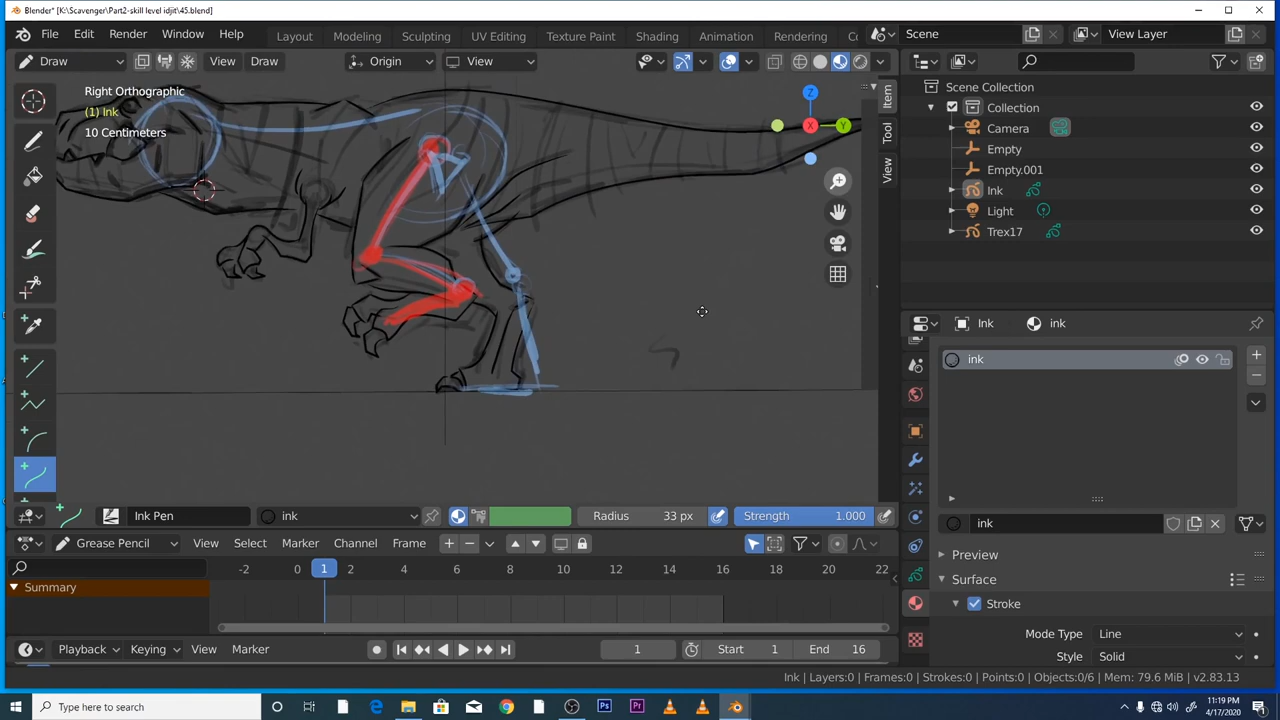 Blender* [K:\Scavenger\Part2-skill level idjit\45.blend]
File Edit Render Window Help Layout Modeling Sculpting UV Editing Texture Paint Shading Animation Rendering Scene View Layer
Draw View Draw Origin View
Right Orthographic
(1) Ink
10 Centimeters
Z
X
Y
Item
Tool
View
Scene Collection
Collection
Camera
Empty
Empty.001
Ink
Light
Trex17
Ink ink
ink
ink
Preview
Surface
Stroke
Mode Type Line
Style Solid
Ink Pen ink Radius 33 px Strength 1.000
Grease Pencil View Select Marker Channel Frame
-2 0 1 2 4 6 8 10 12 14 16 18 20 22
Summary
Playback Keying View Marker 1 Start 1 End 16
Ink | Layers:0 | Frames:0 | Strokes:0 | Points:0 | Objects:0/6 | Mem: 79.6 MiB | v2.83.13
Type here to search
11:19 PM
4/17/2020